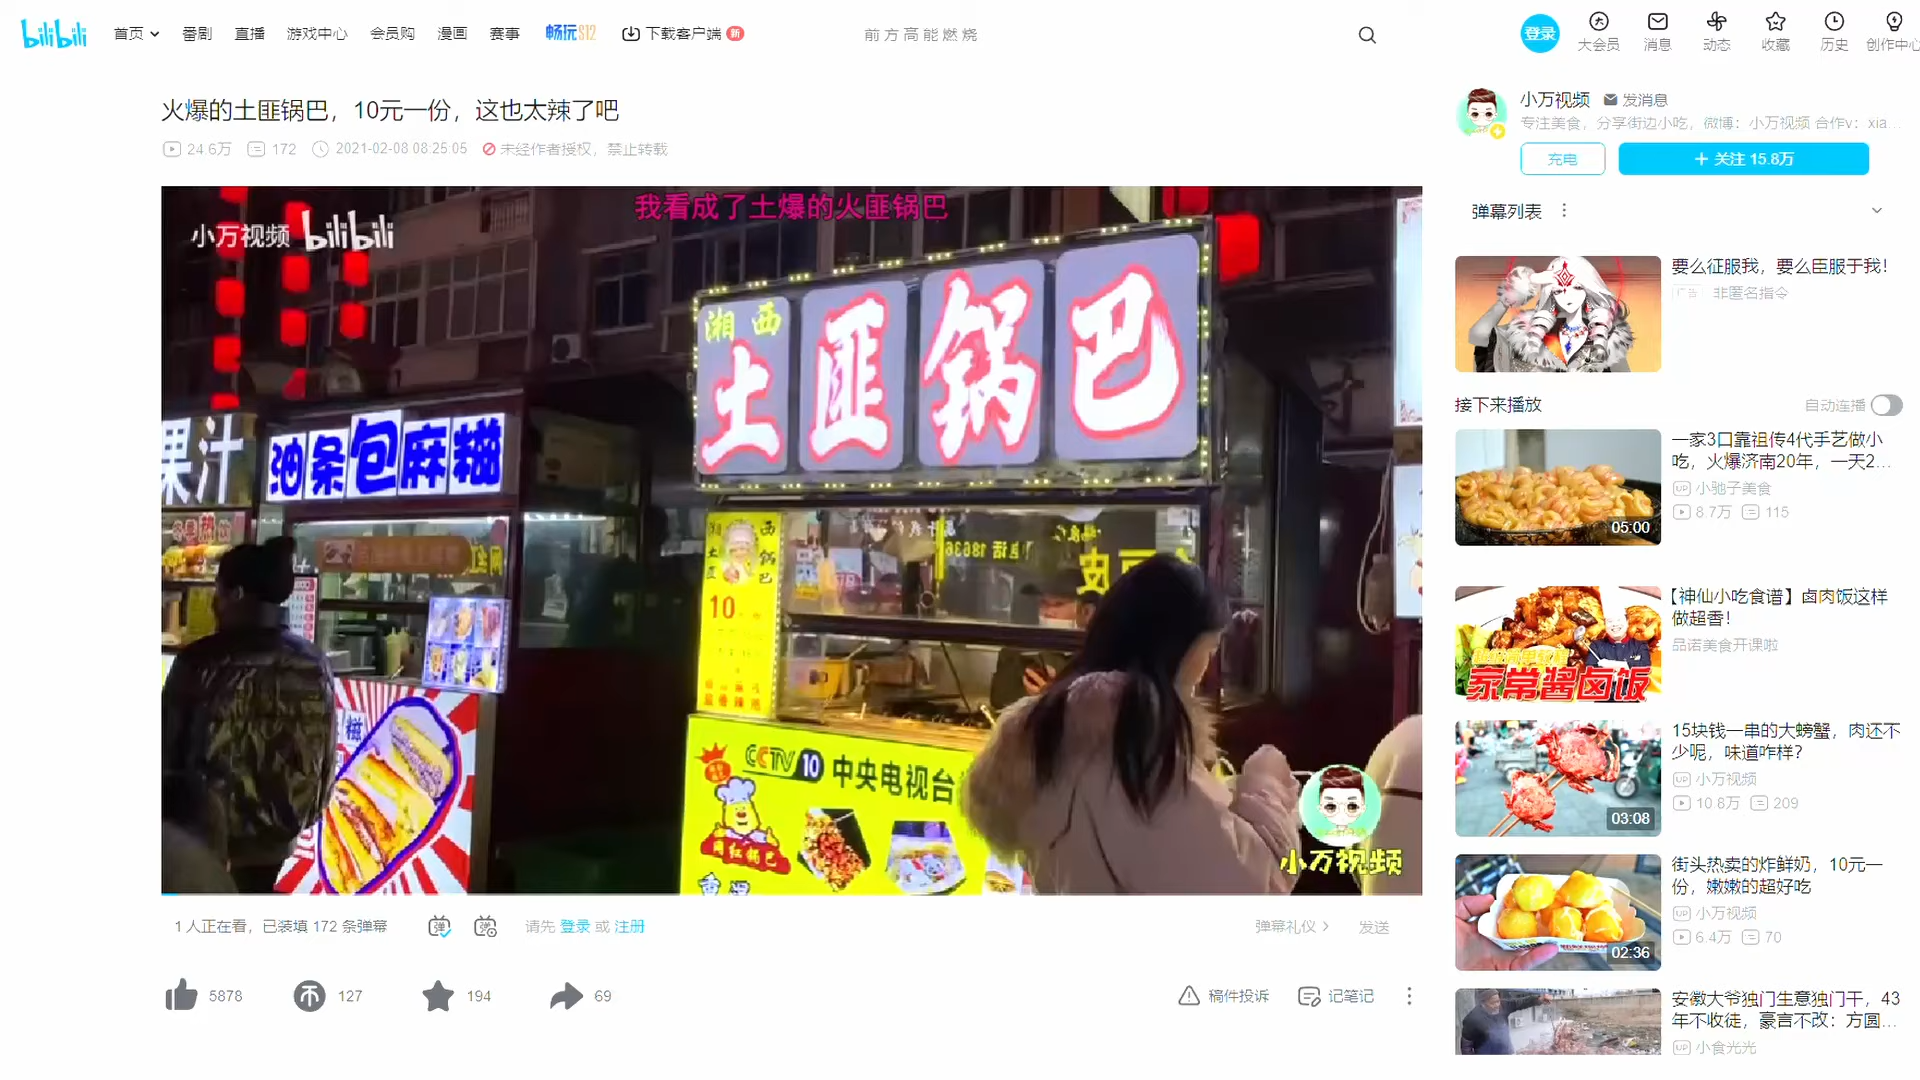 bilibili
首页 番剧 直播 游戏中心 会员购 漫画 赛事 畅玩S12 下载客户端 新
前方高能燃烧
登录 大会员 消息 动态 收藏 历史 创作中心
火爆的土匪锅巴，10元一份，这也太辣了吧
24.6万 172 2021-02-08 08:25:05 未经作者授权，禁止转载
小万视频 发消息
专注美食，分享街边小吃，微博：小万视频 合作v：xia...
充电 + 关注 15.8万
弹幕列表
我看成了土爆的火匪锅巴
小万视频 bilibili
湘西
土匪锅巴
果汁
油条包麻糍
电话 18636
10
CCTV 10 中央电视台
网红锅巴
小万视频
要么征服我，要么臣服于我！
广告 非匿名指令
接下来播放 自动连播
一家3口靠祖传4代手艺做小
吃，火爆济南20年，一天2...
UP 小驰子美食
8.7万 115
05:00
【神仙小吃食谱】卤肉饭这样
做超香！
品诺美食开课啦
家常酱卤饭
15块钱一串的大螃蟹，肉还不
少呢，味道咋样？
UP 小万视频
10.8万 209
03:08
街头热卖的炸鲜奶，10元一
份，嫩嫩的超好吃
UP 小万视频
6.4万 70
02:36
安徽大爷独门生意独门干，43
年不收徒，豪言不改：方圆...
UP 小食光光
1 人正在看，已装填 172 条弹幕
请先 登录 或 注册
弹幕礼仪 发送
5878 127 194 69
稿件投诉 记笔记